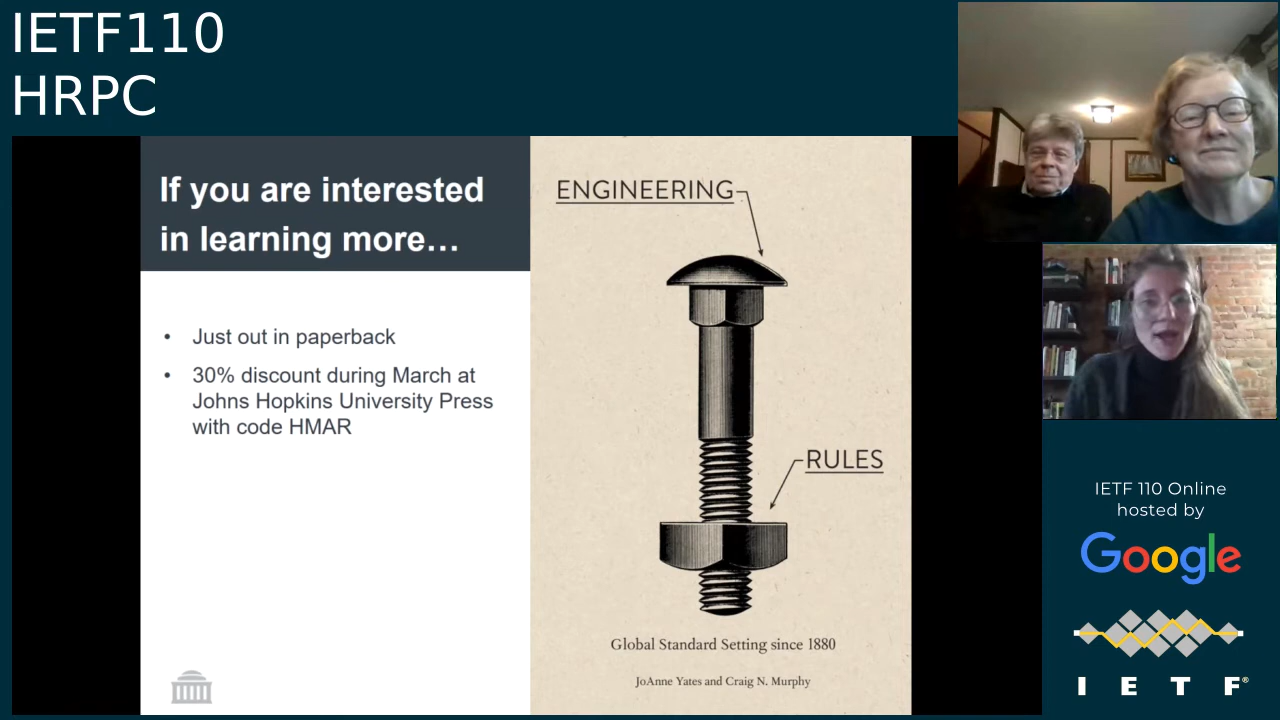 IETF110
HRPC
If you are interested
in learning more…
• Just out in paperback
• 30% discount during March at
Johns Hopkins University Press
with code HMAR
ENGINEERING
RULES
Global Standard Setting since 1880
JoAnne Yates and Craig N. Murphy
IETF 110 Online
hosted by
Google
I E T F®